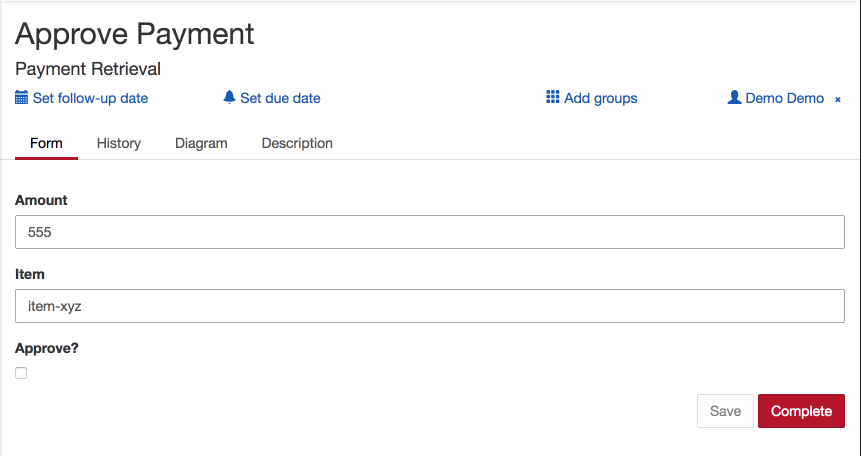 Approve Payment
Payment Retrieval
Set follow-up date Set due date Add groups Demo Demo ×
Form History Diagram Description
Amount
555
Item
item-xyz
Approve?
Save Complete